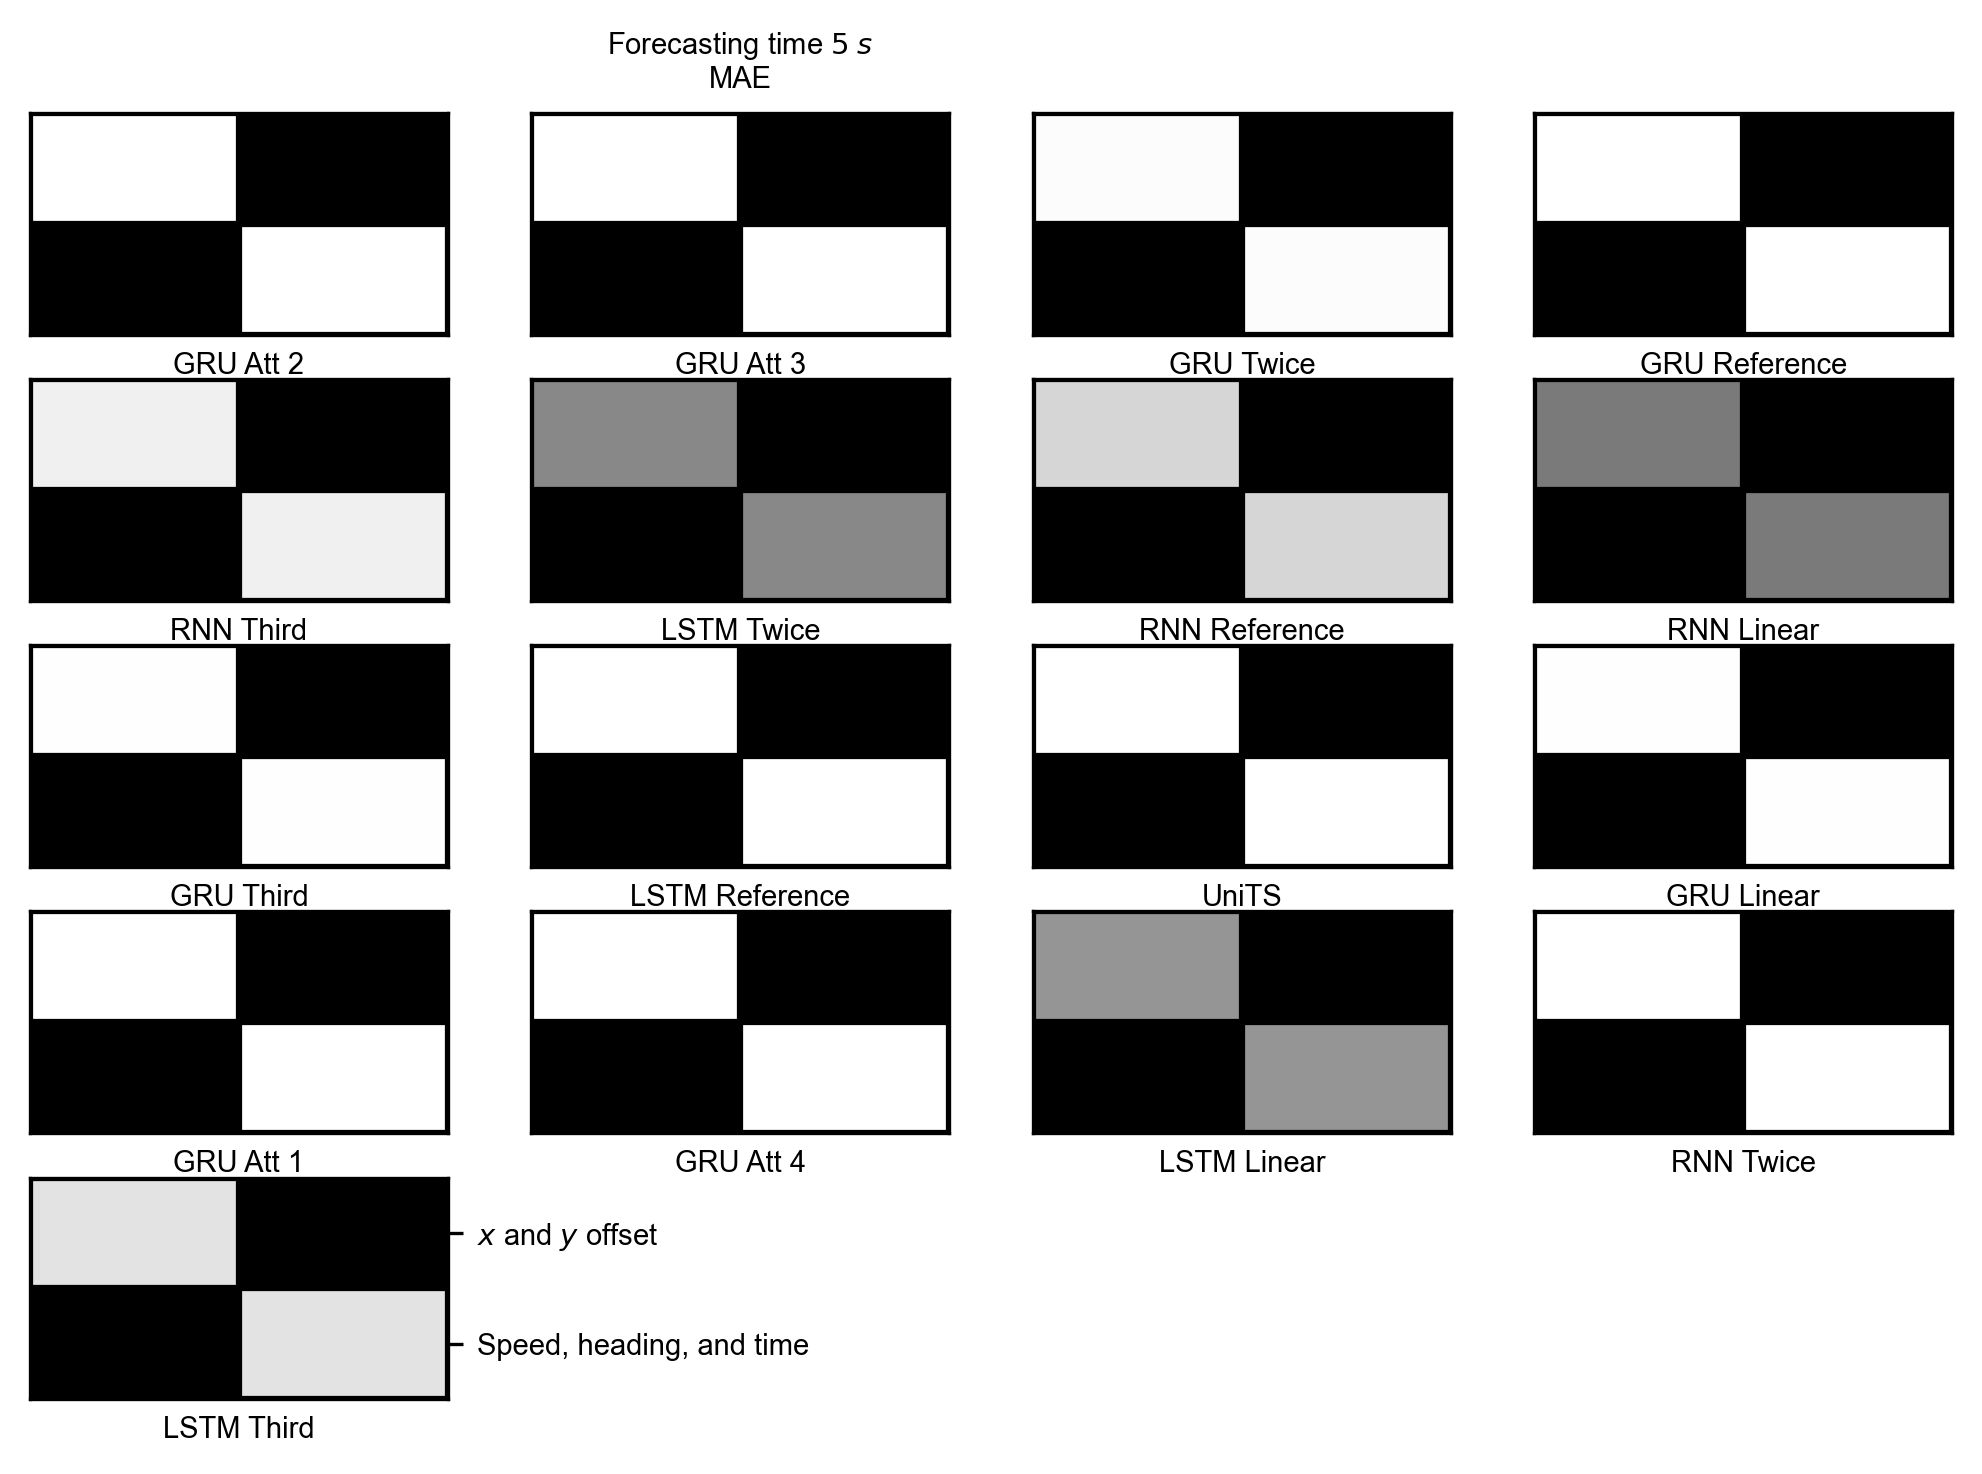 Forecasting time 5 s
MAE
GRU Att 2
GRU Att 3
GRU Twice
GRU Reference
RNN Third
LSTM Twice
RNN Reference
RNN Linear
GRU Third
LSTM Reference
UniTS
GRU Linear
GRU Att 1
GRU Att 4
LSTM Linear
RNN Twice
x and y offset
Speed, heading, and time
LSTM Third